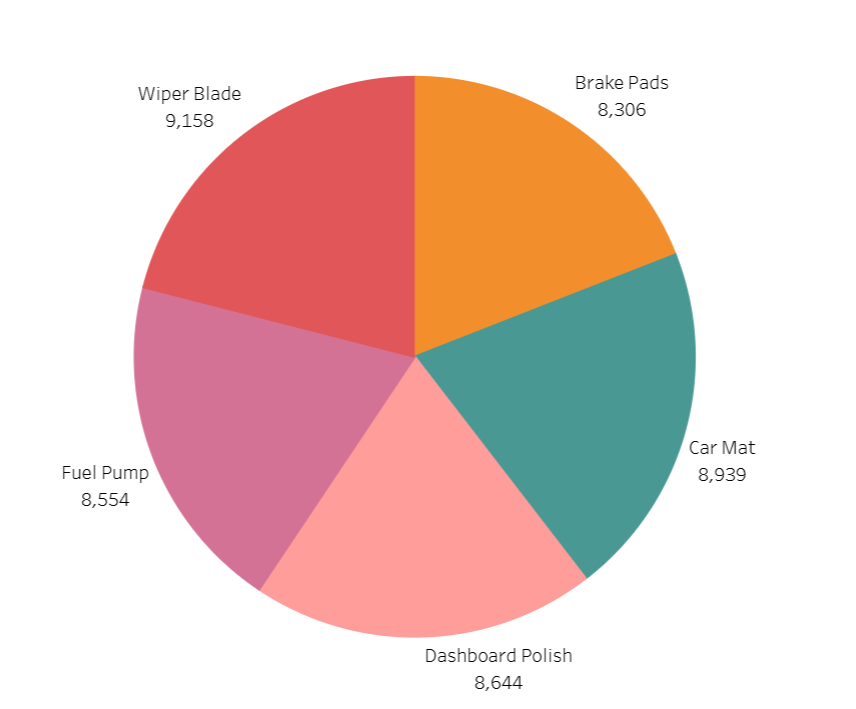 Wiper Blade
9,158
Brake Pads
8,306
Car Mat
8,939
Fuel Pump
8,554
Dashboard Polish
8,644